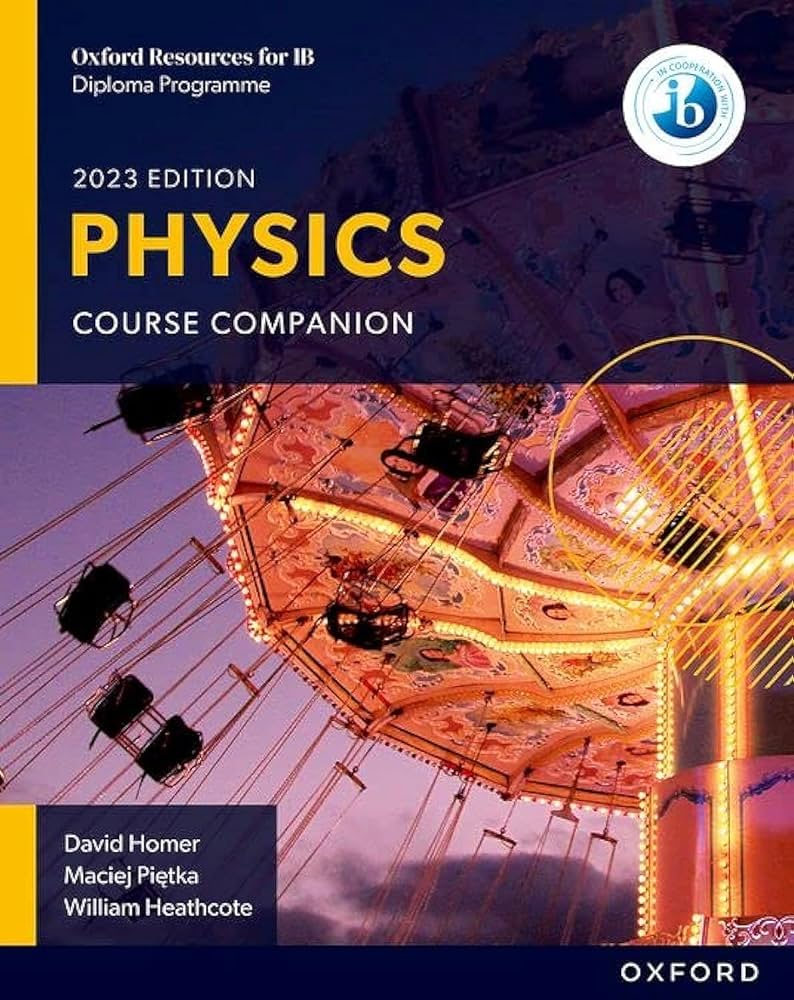 Oxford Resources for IB
Diploma Programme
IN COOPERATION WITH
ib
2023 EDITION
PHYSICS
COURSE COMPANION
David Homer
Maciej Piętka
William Heathcote
OXFORD